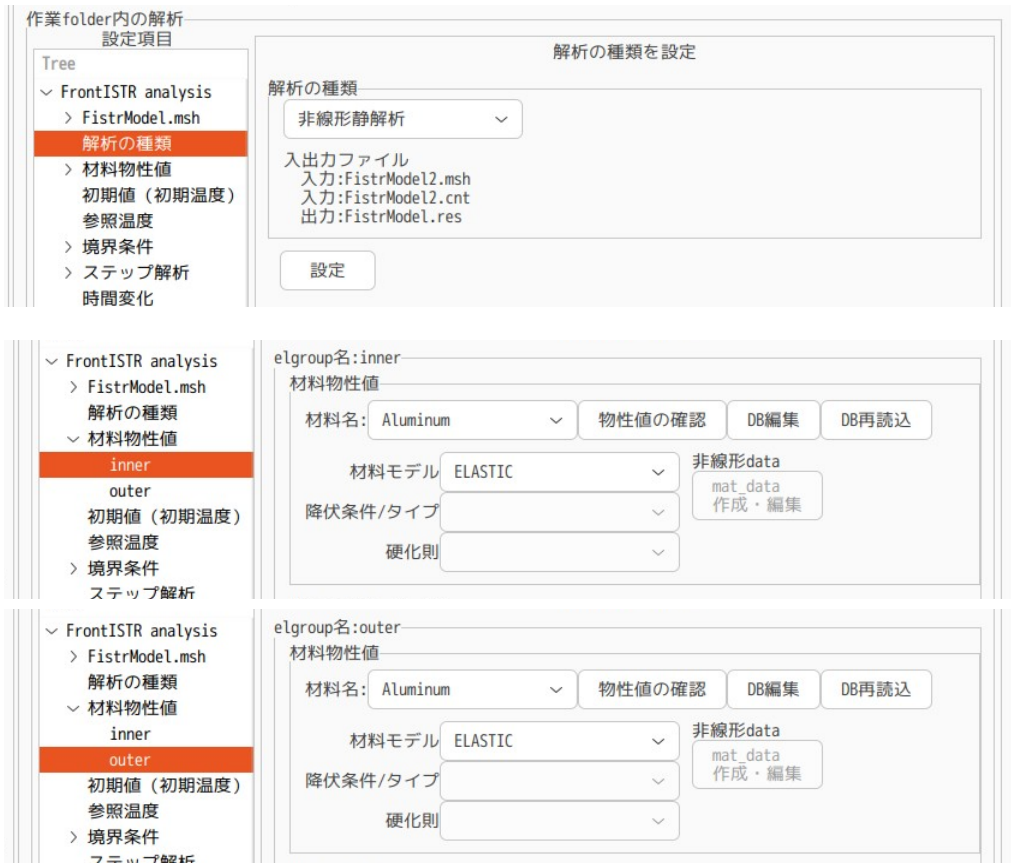 作業folder内の解析
設定項目
Tree
FrontISTR analysis
FistrModel.msh
解析の種類
材料物性値
初期値（初期温度）
参照温度
境界条件
ステップ解析
時間変化
解析の種類を設定
解析の種類
非線形静解析
入出力ファイル
入力:FistrModel2.msh
入力:FistrModel2.cnt
出力:FistrModel.res
設定
FrontISTR analysis
FistrModel.msh
解析の種類
材料物性値
inner
outer
初期値（初期温度）
参照温度
境界条件
ステップ解析
elgroup名:inner
材料物性値
材料名: Aluminum 物性値の確認 DB編集 DB再読込
材料モデル ELASTIC
降伏条件/タイプ
硬化則
非線形data
mat_data
作成・編集
FrontISTR analysis
FistrModel.msh
解析の種類
材料物性値
inner
outer
初期値（初期温度）
参照温度
境界条件
ステップ解析
elgroup名:outer
材料物性値
材料名: Aluminum 物性値の確認 DB編集 DB再読込
材料モデル ELASTIC
降伏条件/タイプ
硬化則
非線形data
mat_data
作成・編集